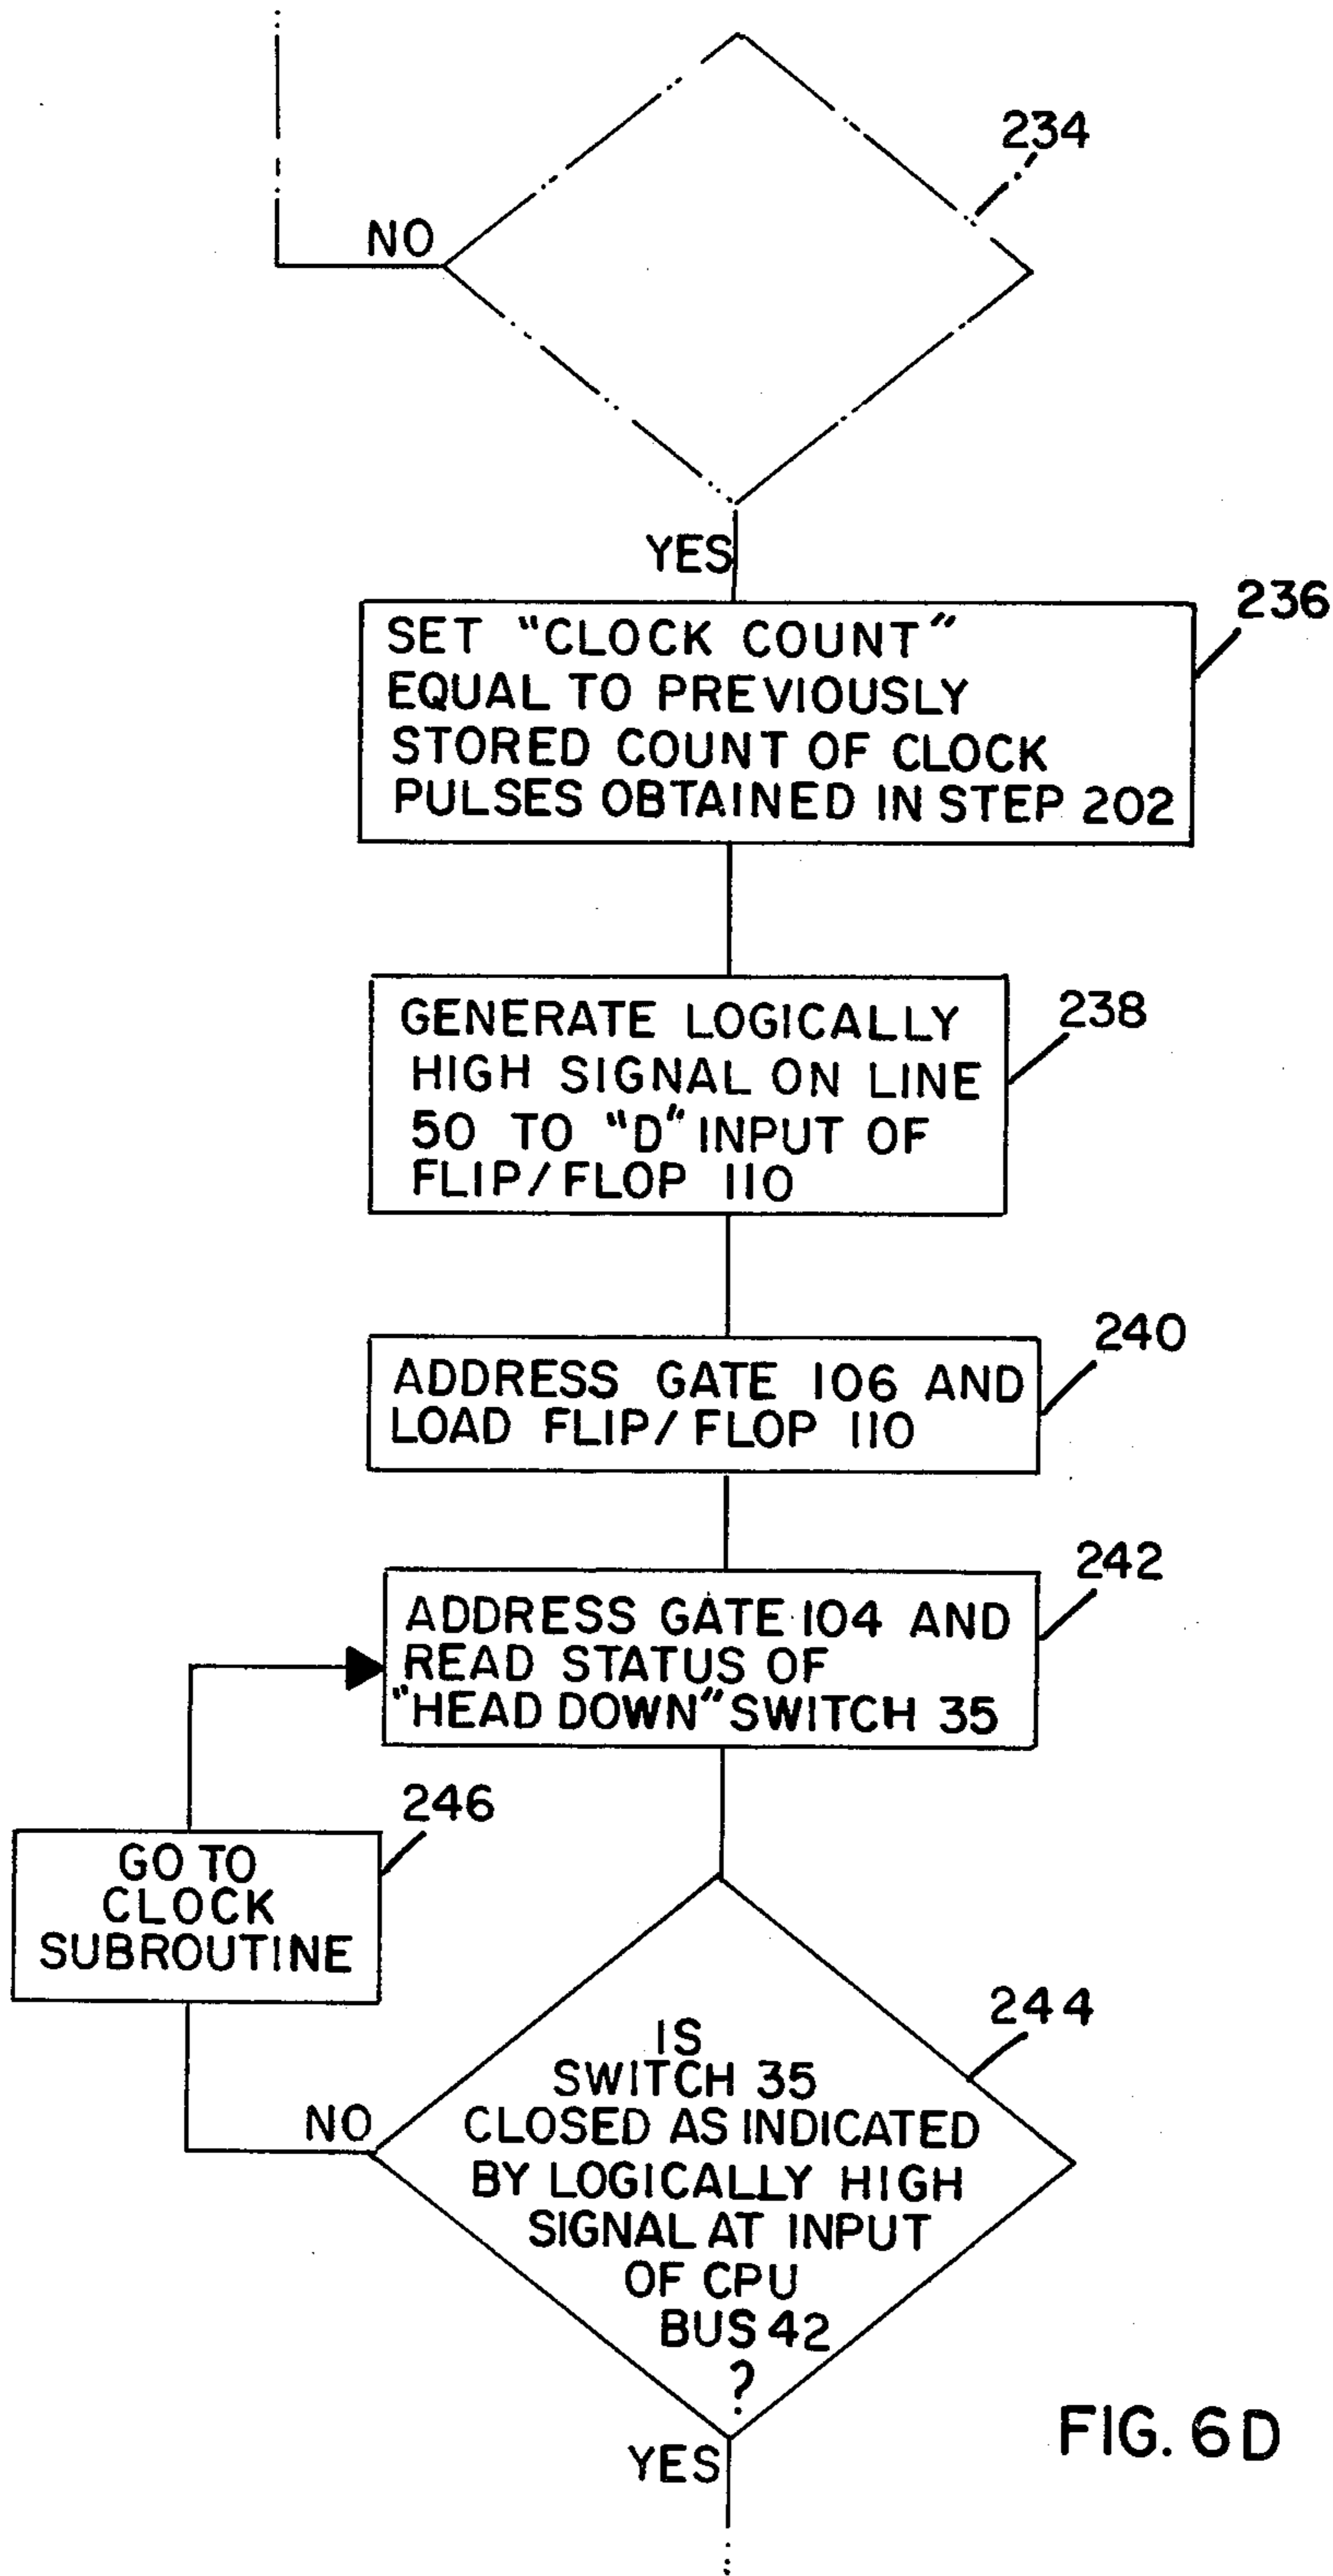 234
NO
YES
236
SET "CLOCK COUNT"
EQUAL TO PREVIOUSLY
STORED COUNT OF CLOCK
PULSES OBTAINED IN STEP 202
238
GENERATE LOGICALLY
HIGH SIGNAL ON LINE
50 TO "D" INPUT OF
FLIP/FLOP 110
240
ADDRESS GATE 106 AND
LOAD FLIP/FLOP 110
242
ADDRESS GATE 104 AND
READ STATUS OF
"HEAD DOWN" SWITCH 35
246
GO TO
CLOCK
SUBROUTINE
244
IS
SWITCH 35
CLOSED AS INDICATED
BY LOGICALLY HIGH
SIGNAL AT INPUT
OF CPU
BUS 42
?
NO
YES
FIG. 6D